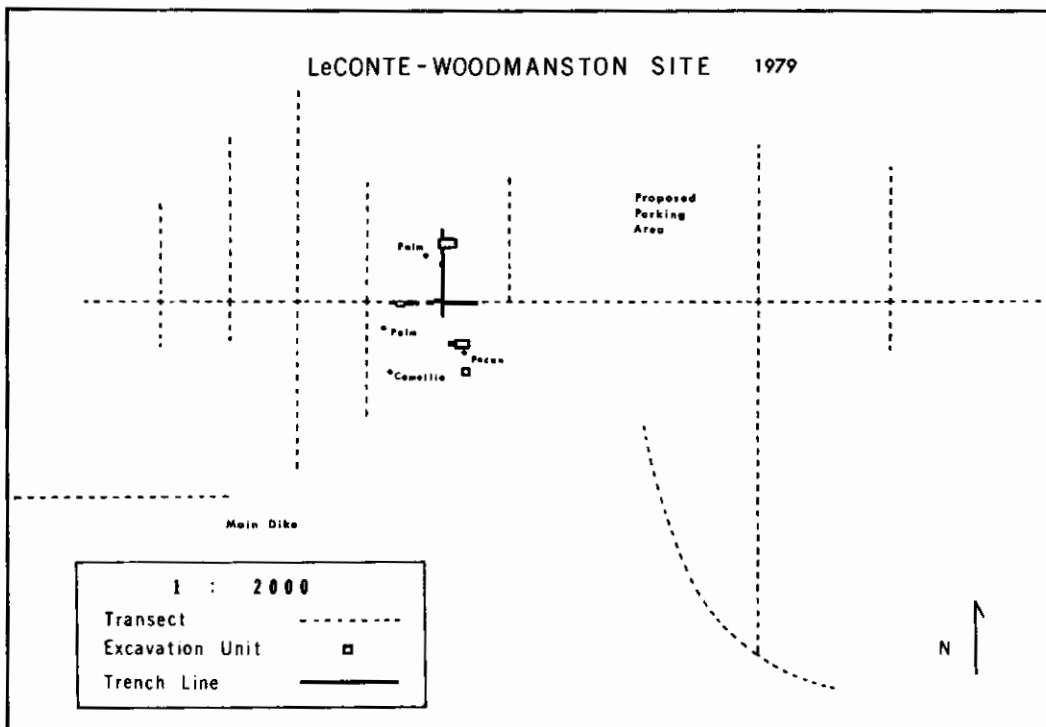 LeCONTE-WOODMANSTON SITE 1979
Proposed
Parking
Area
Palm
Palm
Pecan
Camellia
Main Dike
1 : 2000
Transect
Excavation Unit
Trench Line
N